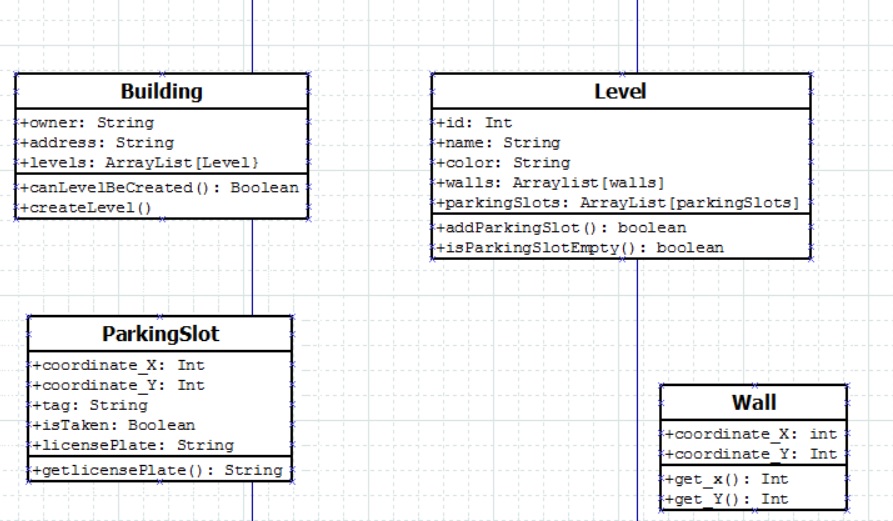 Building
+owner: String
+address: String
+levels: ArrayList[Level}
+canLevelBeCreated(): Boolean
+createLevel()
Level
+id: Int
+name: String
+color: String
+walls: Arraylist[walls]
+parkingSlots: ArrayList[parkingSlots]
+addParkingSlot(): boolean
+isParkingSlotEmpty(): boolean
ParkingSlot
+coordinate_X: Int
+coordinate_Y: Int
+tag: String
+isTaken: Boolean
+licensePlate: String
+getlicensePlate(): String
Wall
+coordinate_X: int
+coordinate_Y: Int
+get_x(): Int
+get_Y(): Int